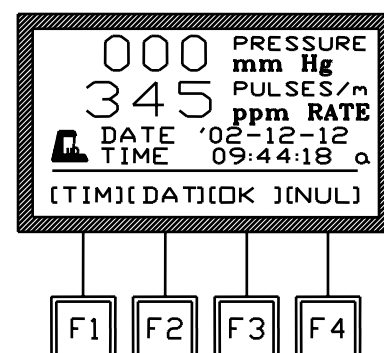 000 PRESSURE
mm Hg
345 PULSES/m
ppm RATE
DATE '02-12-12
TIME 09:44:18 a
[TIM][DAT][OK ][NUL]
F1 F2 F3 F4